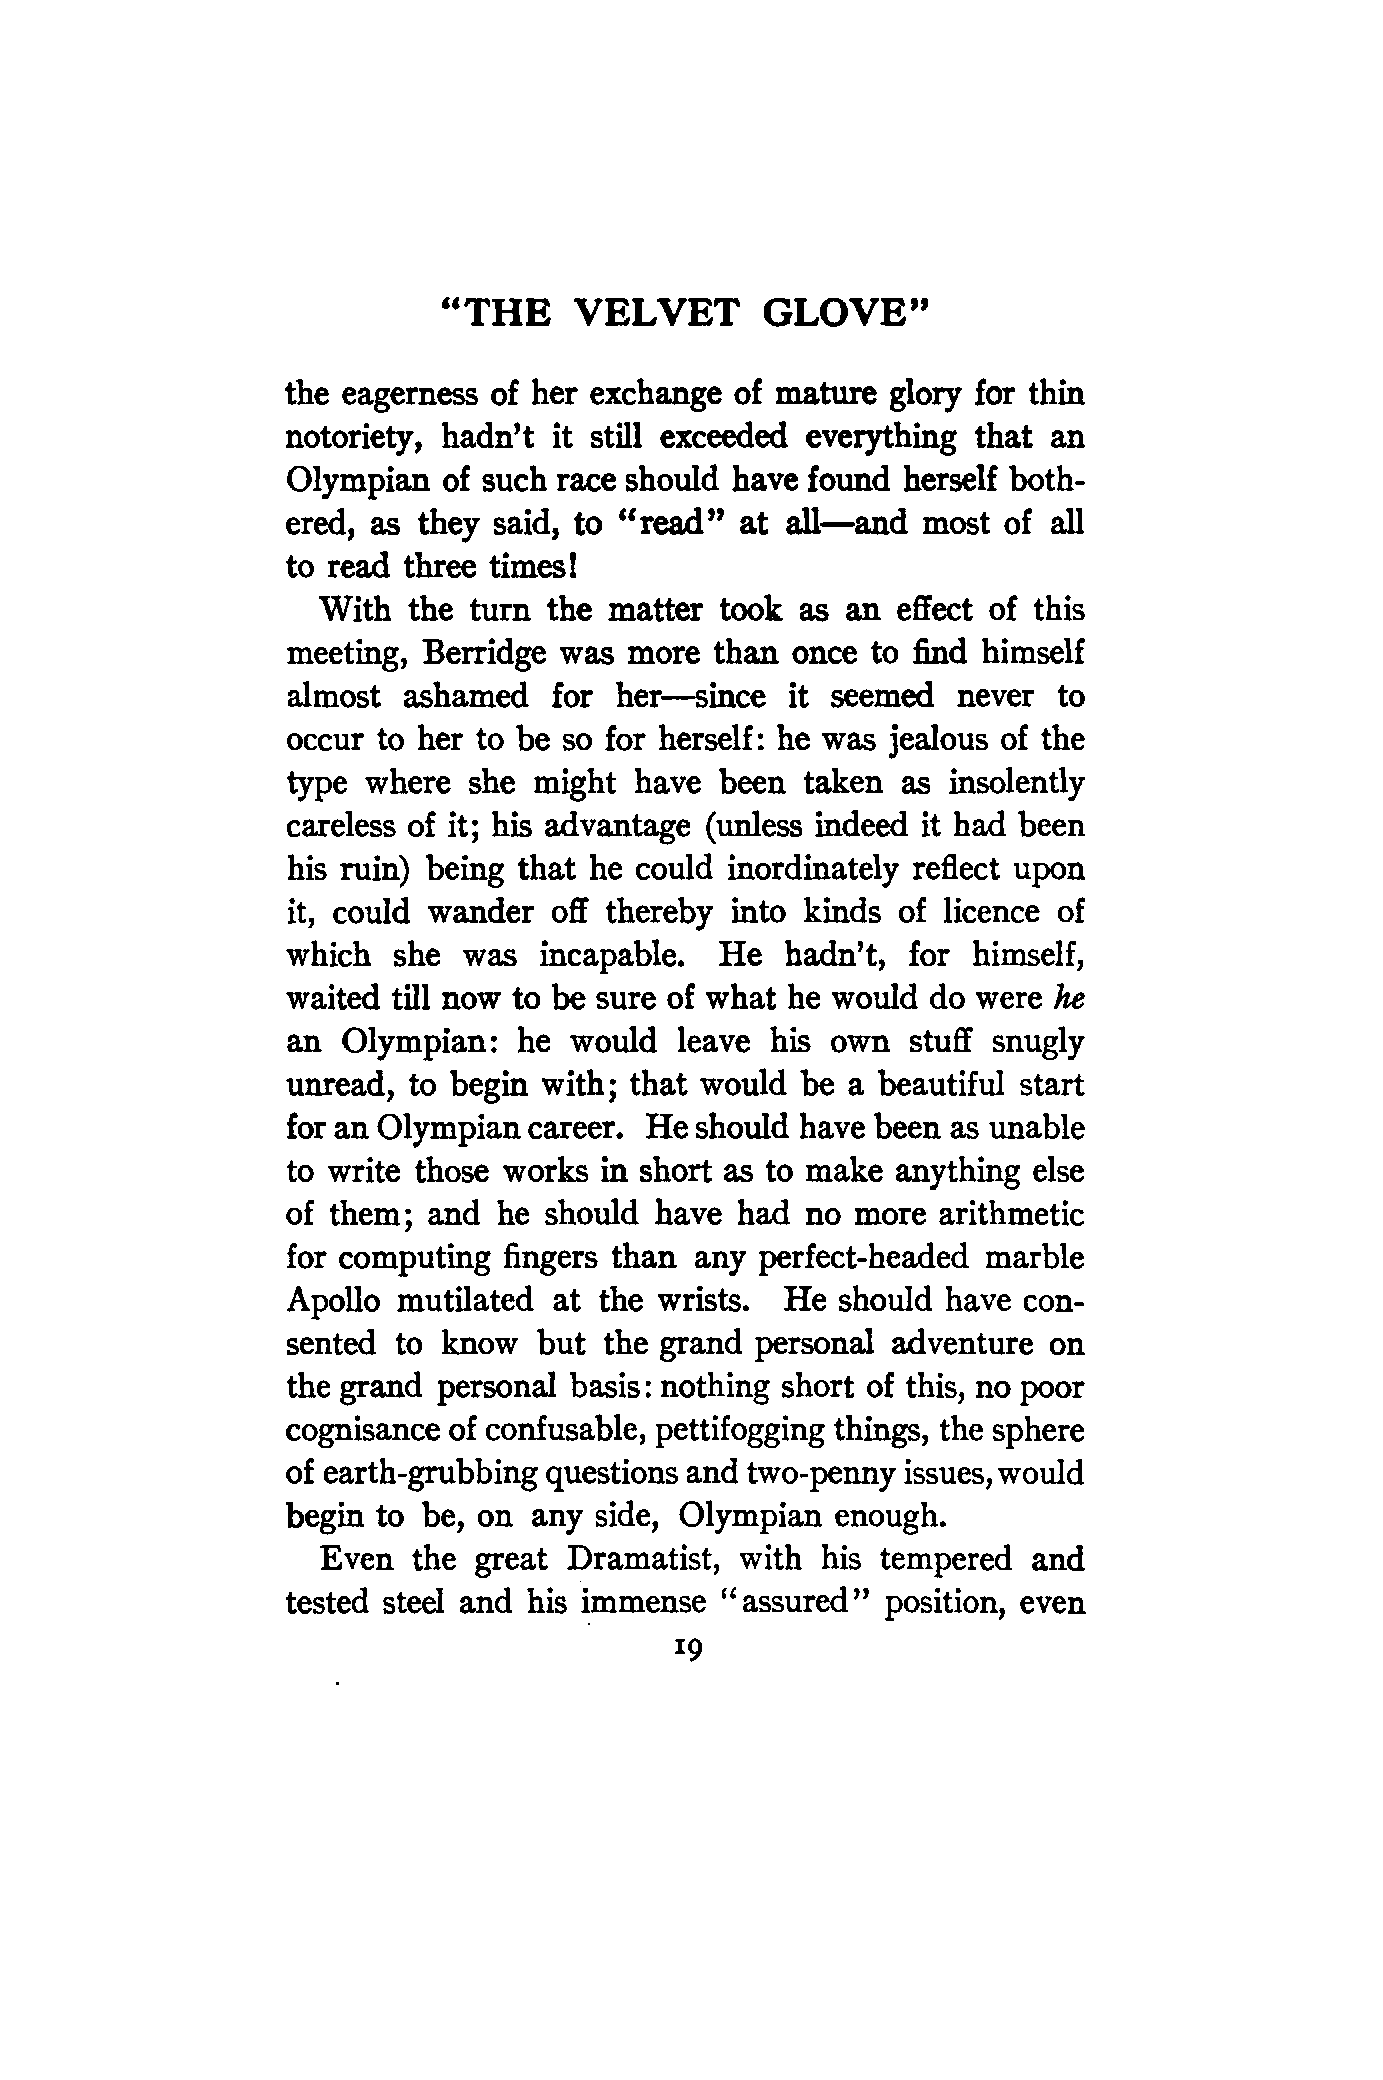 “THE VELVET GLOVE”
the eagerness of her exchange of mature glory for thin
notoriety, hadn’t it still exceeded everything that an
Olympian of such race should have found herself both-
ered, as they said, to “read” at all—and most of all
to read three times!
With the turn the matter took as an effect of this
meeting, Berridge was more than once to find himself
almost ashamed for her—since it seemed never to
occur to her to be so for herself: he was jealous of the
type where she might have been taken as insolently
careless of it; his advantage (unless indeed it had been
his ruin) being that he could inordinately reflect upon
it, could wander off thereby into kinds of licence of
which she was incapable. He hadn’t, for himself,
waited till now to be sure of what he would do were he
an Olympian: he would leave his own stuff snugly
unread, to begin with; that would be a beautiful start
for an Olympian career. He should have been as unable
to write those works in short as to make anything else
of them; and he should have had no more arithmetic
for computing fingers than any perfect-headed marble
Apollo mutilated at the wrists. He should have con-
sented to know but the grand personal adventure on
the grand personal basis: nothing short of this, no poor
cognisance of confusable, pettifogging things, the sphere
of earth-grubbing questions and two-penny issues, would
begin to be, on any side, Olympian enough.
Even the great Dramatist, with his tempered and
tested steel and his immense “assured” position, even
19